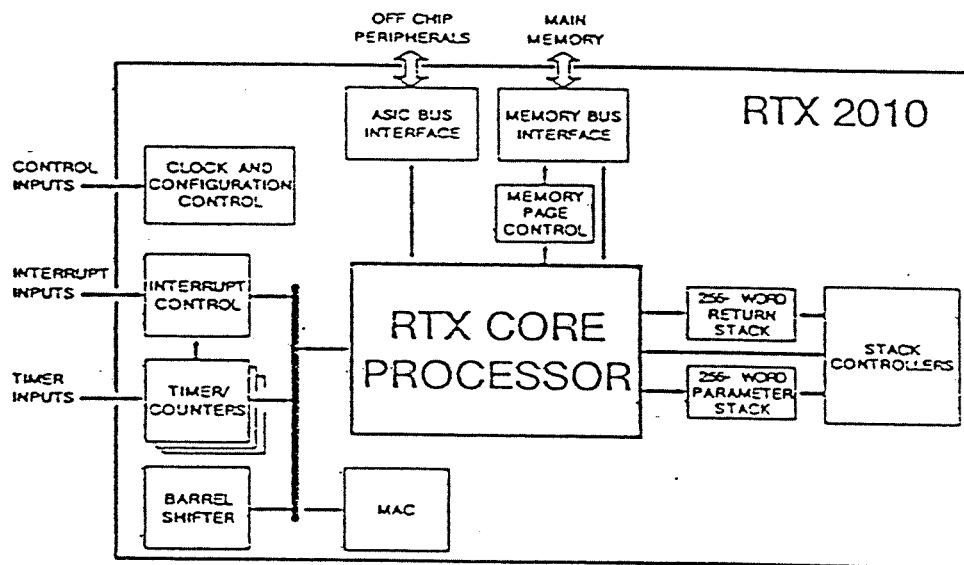 OFF CHIP
PERIPHERALS
MAIN
MEMORY
RTX 2010
ASIC BUS
INTERFACE
MEMORY BUS
INTERFACE
CONTROL
INPUTS
CLOCK AND
CONFIGURATION
CONTROL
MEMORY
PAGE
CONTROL
INTERRUPT
INPUTS
INTERRUPT
CONTROL
RTX CORE
PROCESSOR
256- WORD
RETURN
STACK
STACK
CONTROLLERS
TIMER
INPUTS
TIMER/
COUNTERS
256- WORD
PARAMETER
STACK
BARREL
SHIFTER
MAC